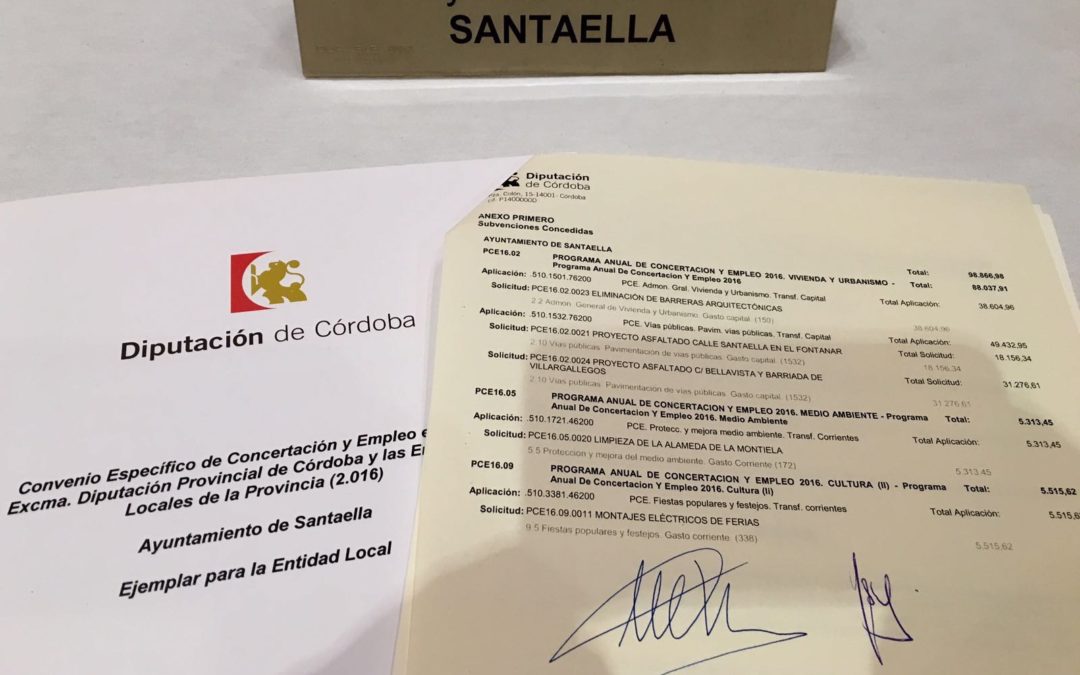 SANTAELLA
Diputación de Córdoba
Convenio Específico de Concertación y Empleo
Excma. Diputación Provincial de Córdoba y las
Locales de la Provincia (2.016)
Ayuntamiento de Santaella
Ejemplar para la Entidad Local
Diputación
de Córdoba
Colón, 15-14001- Córdoba
P1400000D
ANEXO PRIMERO
Subvenciones Concedidas
AYUNTAMIENTO DE SANTAELLA
PCE16.02 PROGRAMA ANUAL DE CONCERTACION Y EMPLEO 2016. VIVIENDA Y URBANISMO - Total: 98.866,98
Programa Anual De Concertacion Y Empleo 2016 Total: 88.037,91
Aplicación: .510.1501.76200 PCE. Admon. Gral. Vivienda y Urbanismo. Transf. Capital Total Aplicación: 38.604,96
Solicitud: PCE16.02.0023 ELIMINACIÓN DE BARRERAS ARQUITECTÓNICAS
2.2 Admon. General de Vivienda y Urbanismo. Gasto capital. (150) 38.604,96
Aplicación: .510.1532.76200 PCE. Vías públicas. Pavim. vías públicas. Transf. Capital Total Aplicación: 49.432,95
Solicitud: PCE16.02.0021 PROYECTO ASFALTADO CALLE SANTAELLA EN EL FONTANAR Total Solicitud: 18.156,34
2.10 Vías públicas. Pavimentación de vías públicas. Gasto capital. (1532) 18.156,34
Solicitud: PCE16.02.0024 PROYECTO ASFALTADO C/ BELLAVISTA Y BARRIADA DE Total Solicitud: 31.276,61
VILLARGALLEGOS
2.10 Vías públicas. Pavimentación de vías públicas. Gasto capital. (1532) 31.276,61
PCE16.05 PROGRAMA ANUAL DE CONCERTACION Y EMPLEO 2016. MEDIO AMBIENTE - Programa Total: 5.313,45
Anual De Concertacion Y Empleo 2016. Medio Ambiente
Aplicación: .510.1721.46200 PCE. Protecc. y mejora medio ambiente. Transf. Corrientes Total Aplicación: 5.313,45
Solicitud: PCE16.05.0020 LIMPIEZA DE LA ALAMEDA DE LA MONTIELA
5.5 Protección y mejora del medio ambiente. Gasto Corriente (172) 5.313,45
PCE16.09 PROGRAMA ANUAL DE CONCERTACION Y EMPLEO 2016. CULTURA (II) - Programa Total: 5.515,62
Anual De Concertacion Y Empleo 2016. Cultura (Ii)
Aplicación: .510.3381.46200 PCE. Fiestas populares y festejos. Transf. corrientes Total Aplicación: 5.515,62
Solicitud: PCE16.09.0011 MONTAJES ELÉCTRICOS DE FERIAS
9.5 Fiestas populares y festejos. Gasto corriente. (338) 5.515,62